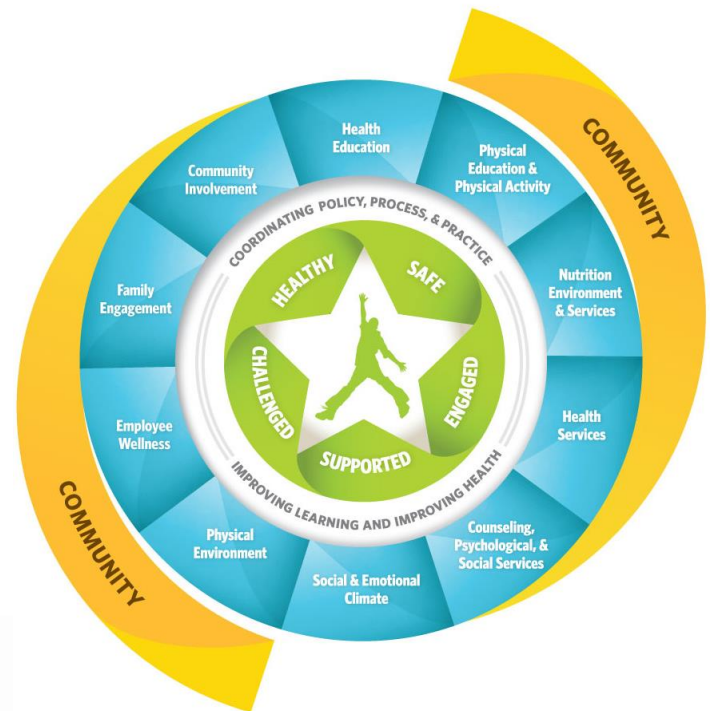 COMMUNITY
Health
Education
Physical
Education &
Physical Activity
Nutrition
Environment
& Services
Health
Services
Counseling,
Psychological, &
Social Services
Social & Emotional
Climate
Physical
Environment
Employee
Wellness
Family
Engagement
Community
Involvement
COORDINATING POLICY, PROCESS, & PRACTICE
IMPROVING LEARNING AND IMPROVING HEALTH
HEALTHY
SAFE
ENGAGED
SUPPORTED
CHALLENGED
COMMUNITY